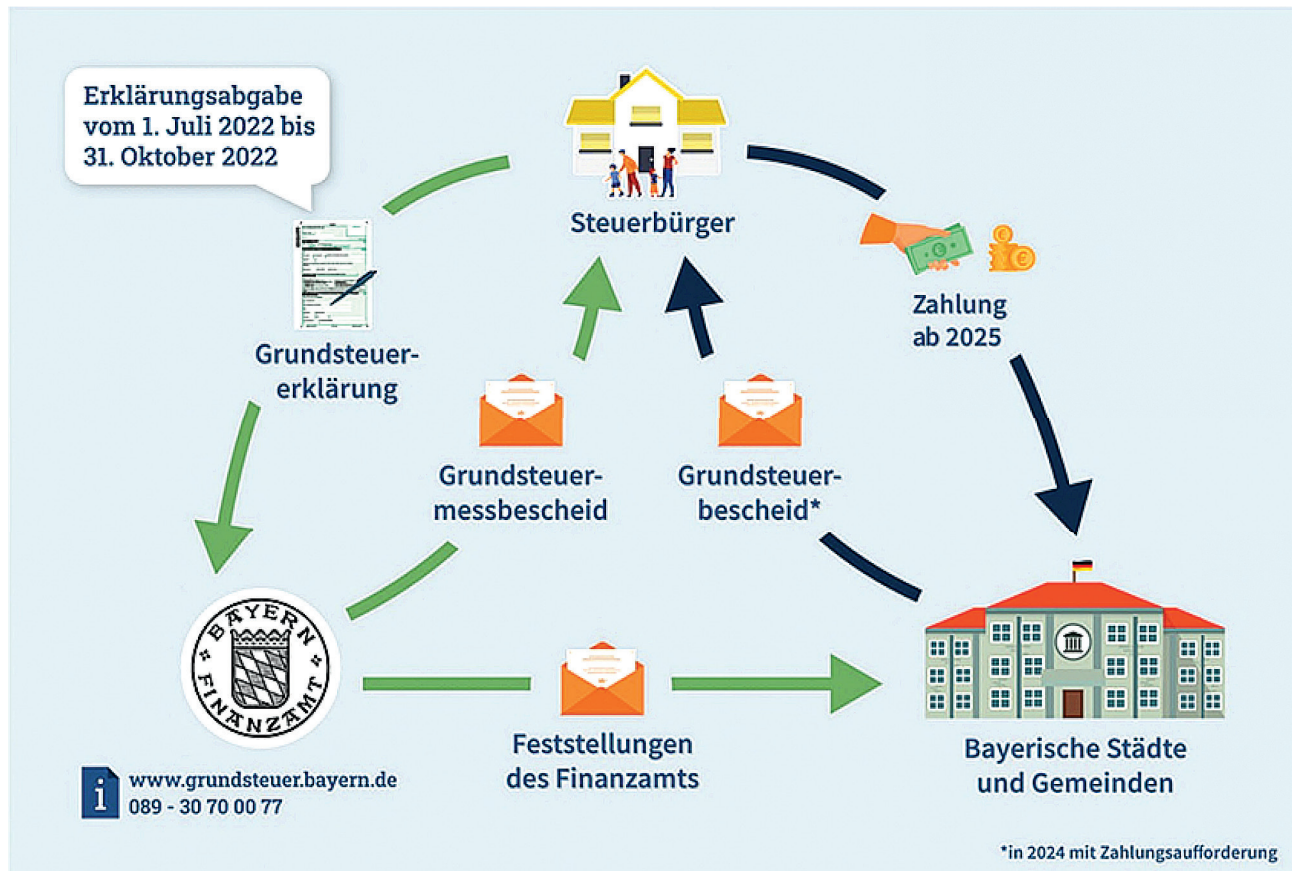 Erklärungsabgabe
vom 1. Juli 2022 bis
31. Oktober 2022
Steuerbürger
Grundsteuer-
erklärung
Zahlung
ab 2025
Grundsteuer-
messbescheid
Grundsteuer-
bescheid*
BAYERN
FINANZAMT
Feststellungen
des Finanzamts
Bayerische Städte
und Gemeinden
i
www.grundsteuer.bayern.de
089 - 30 70 00 77
*in 2024 mit Zahlungsaufforderung